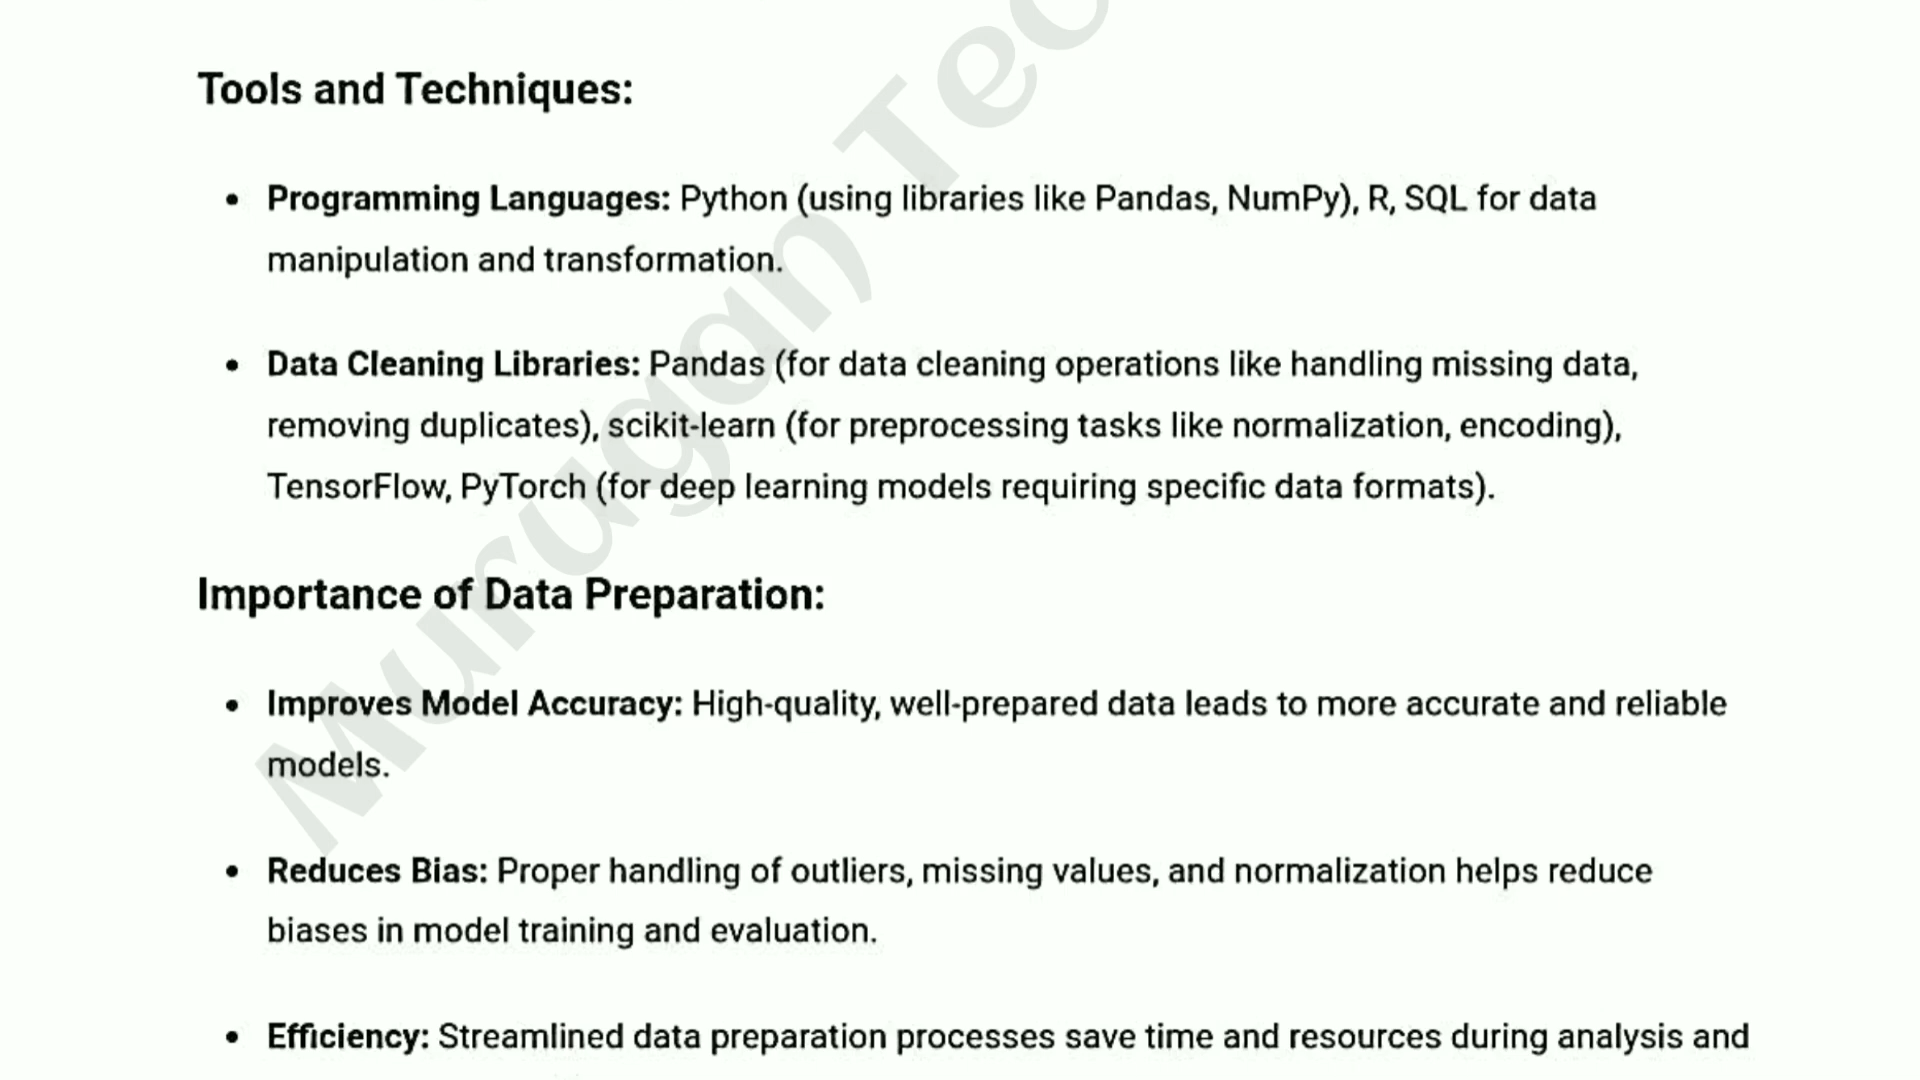 Tools and Techniques:
• Programming Languages: Python (using libraries like Pandas, NumPy), R, SQL for data
manipulation and transformation.
• Data Cleaning Libraries: Pandas (for data cleaning operations like handling missing data,
removing duplicates), scikit-learn (for preprocessing tasks like normalization, encoding),
TensorFlow, PyTorch (for deep learning models requiring specific data formats).
Importance of Data Preparation:
• Improves Model Accuracy: High-quality, well-prepared data leads to more accurate and reliable
models.
• Reduces Bias: Proper handling of outliers, missing values, and normalization helps reduce
biases in model training and evaluation.
• Efficiency: Streamlined data preparation processes save time and resources during analysis and
Murugan Tec